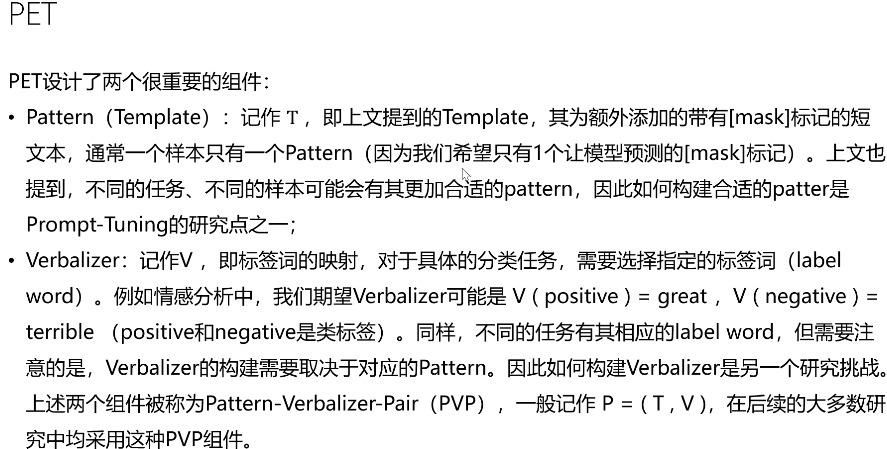 PET
PET设计了两个很重要的组件：
• Pattern（Template）：记作 T ，即上文提到的Template，其为额外添加的带有[mask]标记的短
文本，通常一个样本只有一个Pattern（因为我们希望只有1个让模型预测的[mask]标记）。上文也
提到，不同的任务、不同的样本可能会有其更加合适的pattern，因此如何构建合适的patter是
Prompt-Tuning的研究点之一；
• Verbalizer：记作V ，即标签词的映射，对于具体的分类任务，需要选择指定的标签词（label
word）。例如情感分析中，我们期望Verbalizer可能是 V ( positive ) = great ，V ( negative ) =
terrible （positive和negative是类标签）。同样，不同的任务有其相应的label word，但需要注
意的是，Verbalizer的构建需要取决于对应的Pattern。因此如何构建Verbalizer是另一个研究挑战。
上述两个组件被称为Pattern-Verbalizer-Pair（PVP），一般记作 P = ( T , V )，在后续的大多数研
究中均采用这种PVP组件。